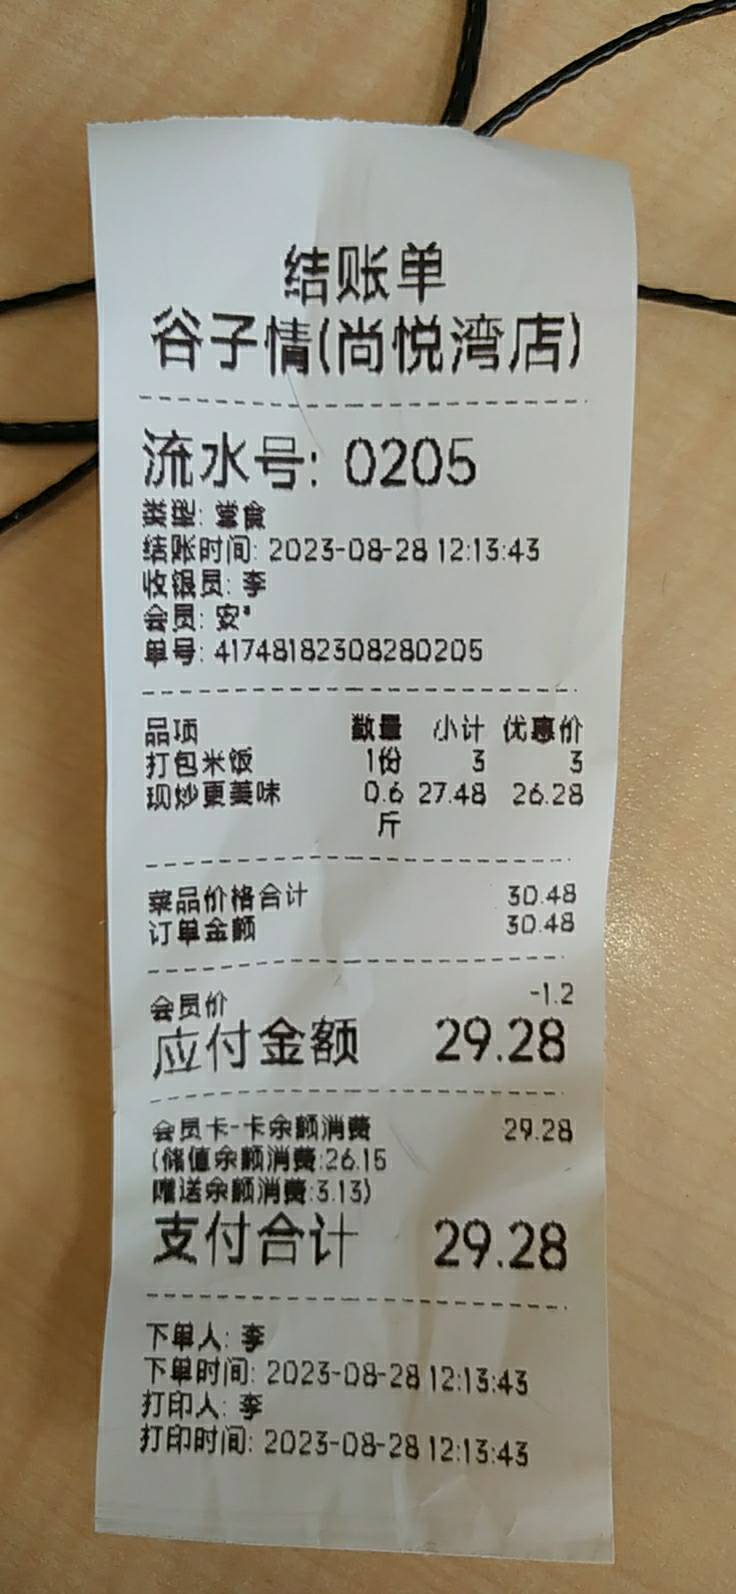 结账单
谷子情(尚悦湾店)
流水号: 0205
类型: 堂食
结账时间: 2023-08-28 12:13:43
收银员: 李
会员: 安*
单号: 41748182308280205
品项 数量 小计 优惠价
打包米饭 1份 3 3
现炒更美味 0.6 27.48 26.28
斤
菜品价格合计 30.48
订单金额 30.48
会员价 -1.2
应付金额 29.28
会员卡-卡余额消费 29.28
(储值余额消费:26.15
赠送余额消费:3.13)
支付合计 29.28
下单人: 李
下单时间: 2023-08-28 12:13:43
打印人: 李
打印时间: 2023-08-28 12:13:43